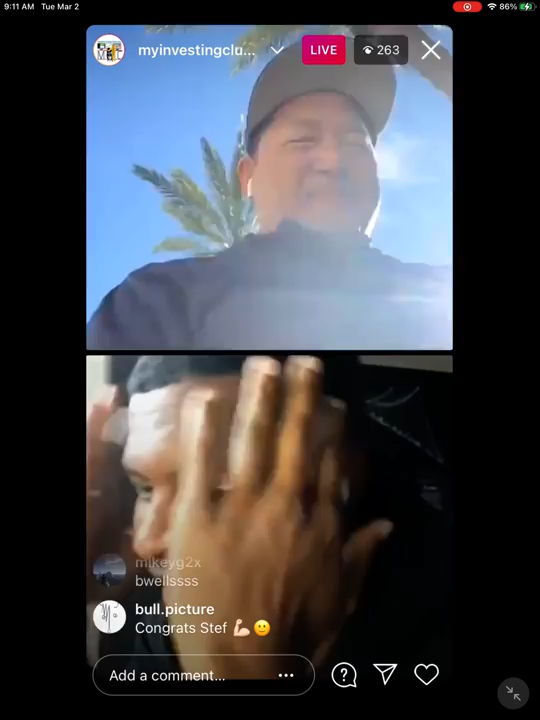 9:11 AM Tue Mar 2
86%
myinvestingclu...
LIVE
263
mikeyg2x
bwellssss
bull.picture
Congrats Stef 💪🏻🙂
Add a comment...